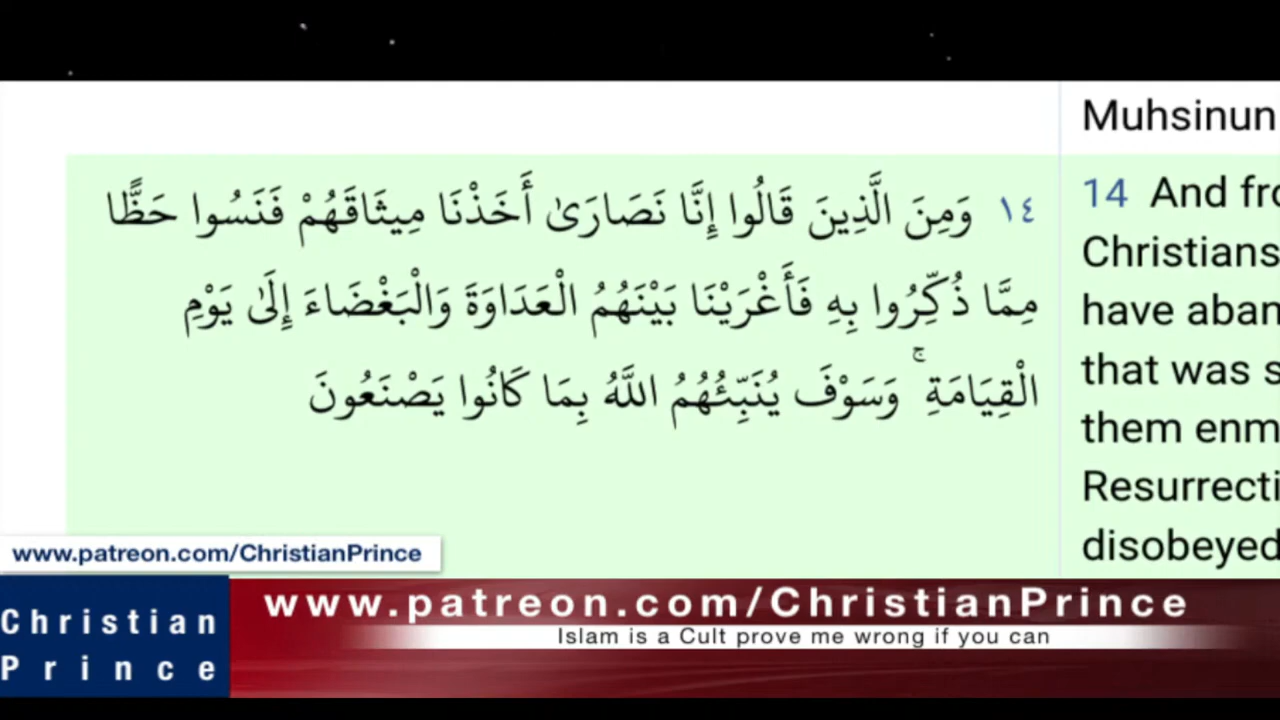 Muhsinun
١٤ وَمِنَ الَّذِينَ قَالُوا إِنَّا نَصَارَىٰ أَخَذْنَا مِيثَاقَهُمْ فَنَسُوا حَظًّا
مِمَّا ذُكِّرُوا بِهِ فَأَغْرَيْنَا بَيْنَهُمُ الْعَدَاوَةَ وَالْبَغْضَاءَ إِلَىٰ يَوْمِ
الْقِيَامَةِ ۚ وَسَوْفَ يُنَبِّئُهُمُ اللَّهُ بِمَا كَانُوا يَصْنَعُونَ
14 And fro
Christians
have aban
that was s
them enm
Resurrecti
disobeyed
www.patreon.com/ChristianPrince
Christian
Prince
www.patreon.com/ChristianPrince
Islam is a Cult prove me wrong if you can